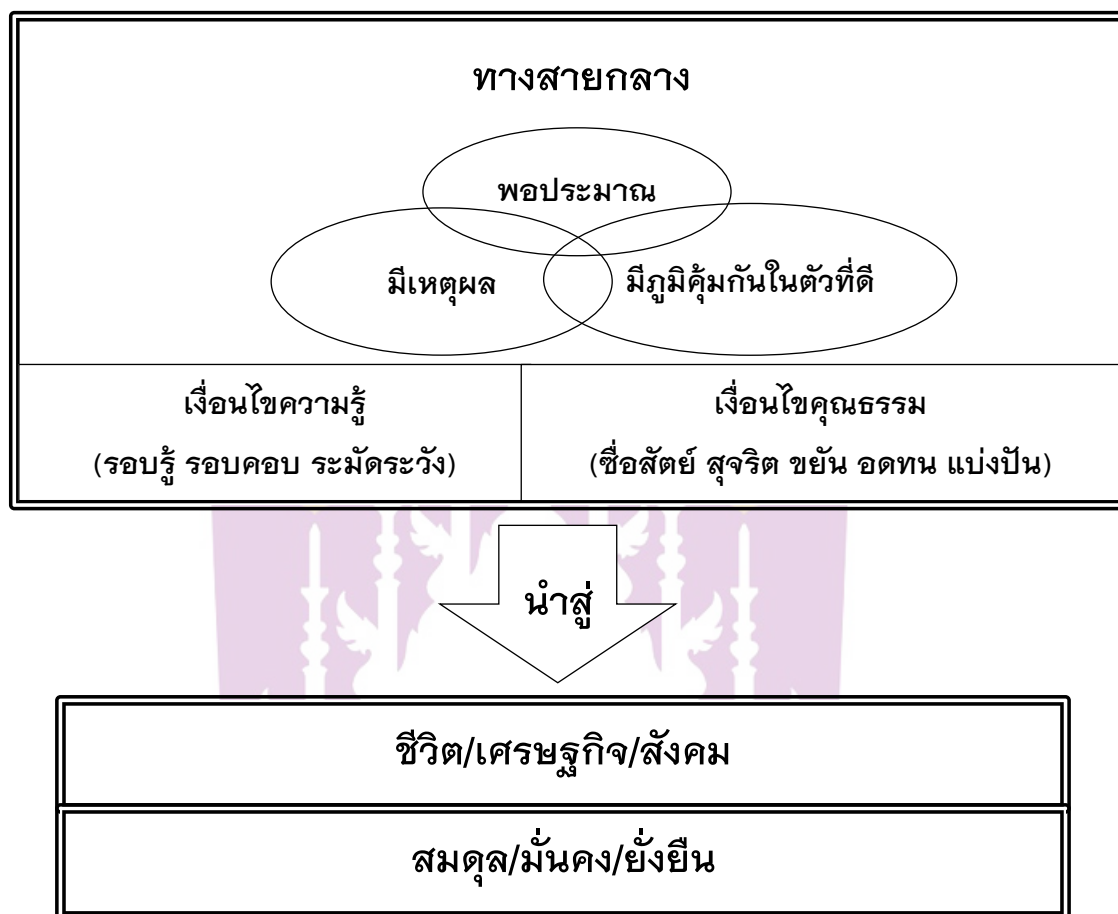 ทางสายกลาง
พอประมาณ
มีเหตุผล
มีภูมิคุ้มกันในตัวที่ดี
เงื่อนไขความรู้
(รอบรู้ รอบคอบ ระมัดระวัง)
เงื่อนไขคุณธรรม
(ซื่อสัตย์ สุจริต ขยัน อดทน แบ่งปัน)
นำสู่
ชีวิต/เศรษฐกิจ/สังคม
สมดุล/มั่นคง/ยั่งยืน